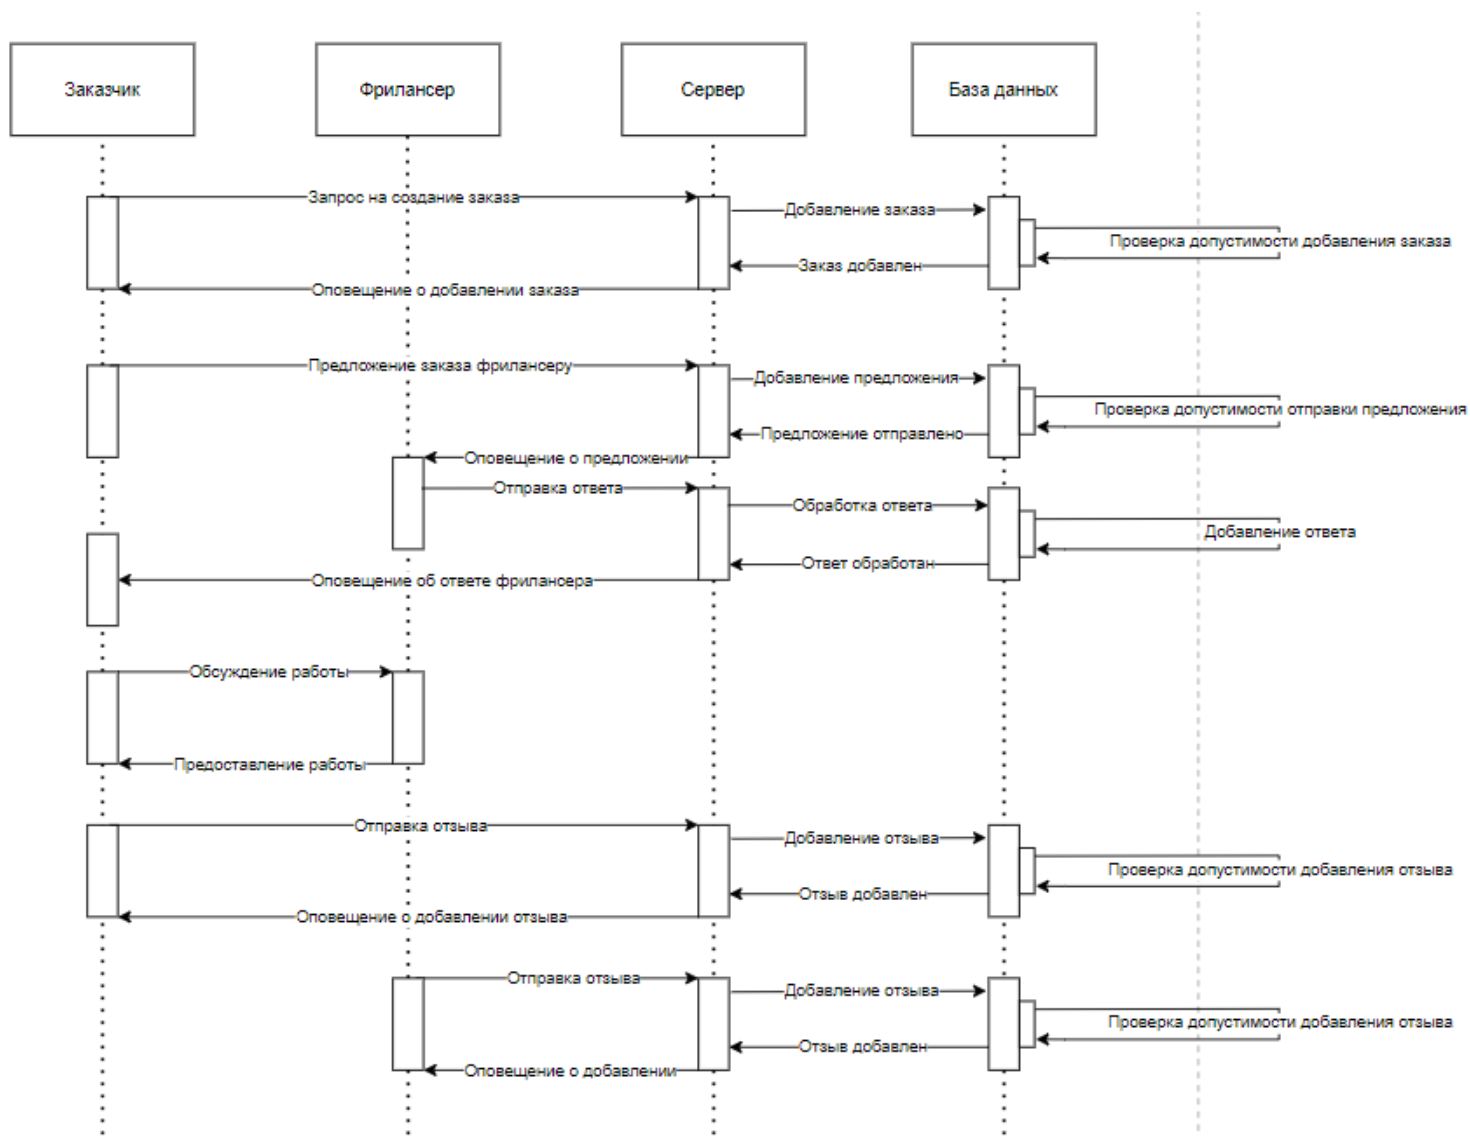 Заказчик
Фрилансер
Сервер
База данных
Запрос на создание заказа
Добавление заказа
Проверка допустимости добавления заказа
Заказ добавлен
Оповещение о добавлении заказа
Предложение заказа фрилансеру
Добавление предложения
Проверка допустимости отправки предложения
Предложение отправлено
Оповещение о предложении
Отправка ответа
Обработка ответа
Добавление ответа
Ответ обработан
Оповещение об ответе фрилансера
Обсуждение работы
Предоставление работы
Отправка отзыва
Добавление отзыва
Проверка допустимости добавления отзыва
Отзыв добавлен
Оповещение о добавлении отзыва
Отправка отзыва
Добавление отзыва
Проверка допустимости добавления отзыва
Отзыв добавлен
Оповещение о добавлении